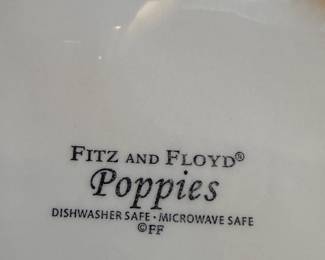 FITZ AND FLOYD®
Poppies
DISHWASHER SAFE · MICROWAVE SAFE
©FF